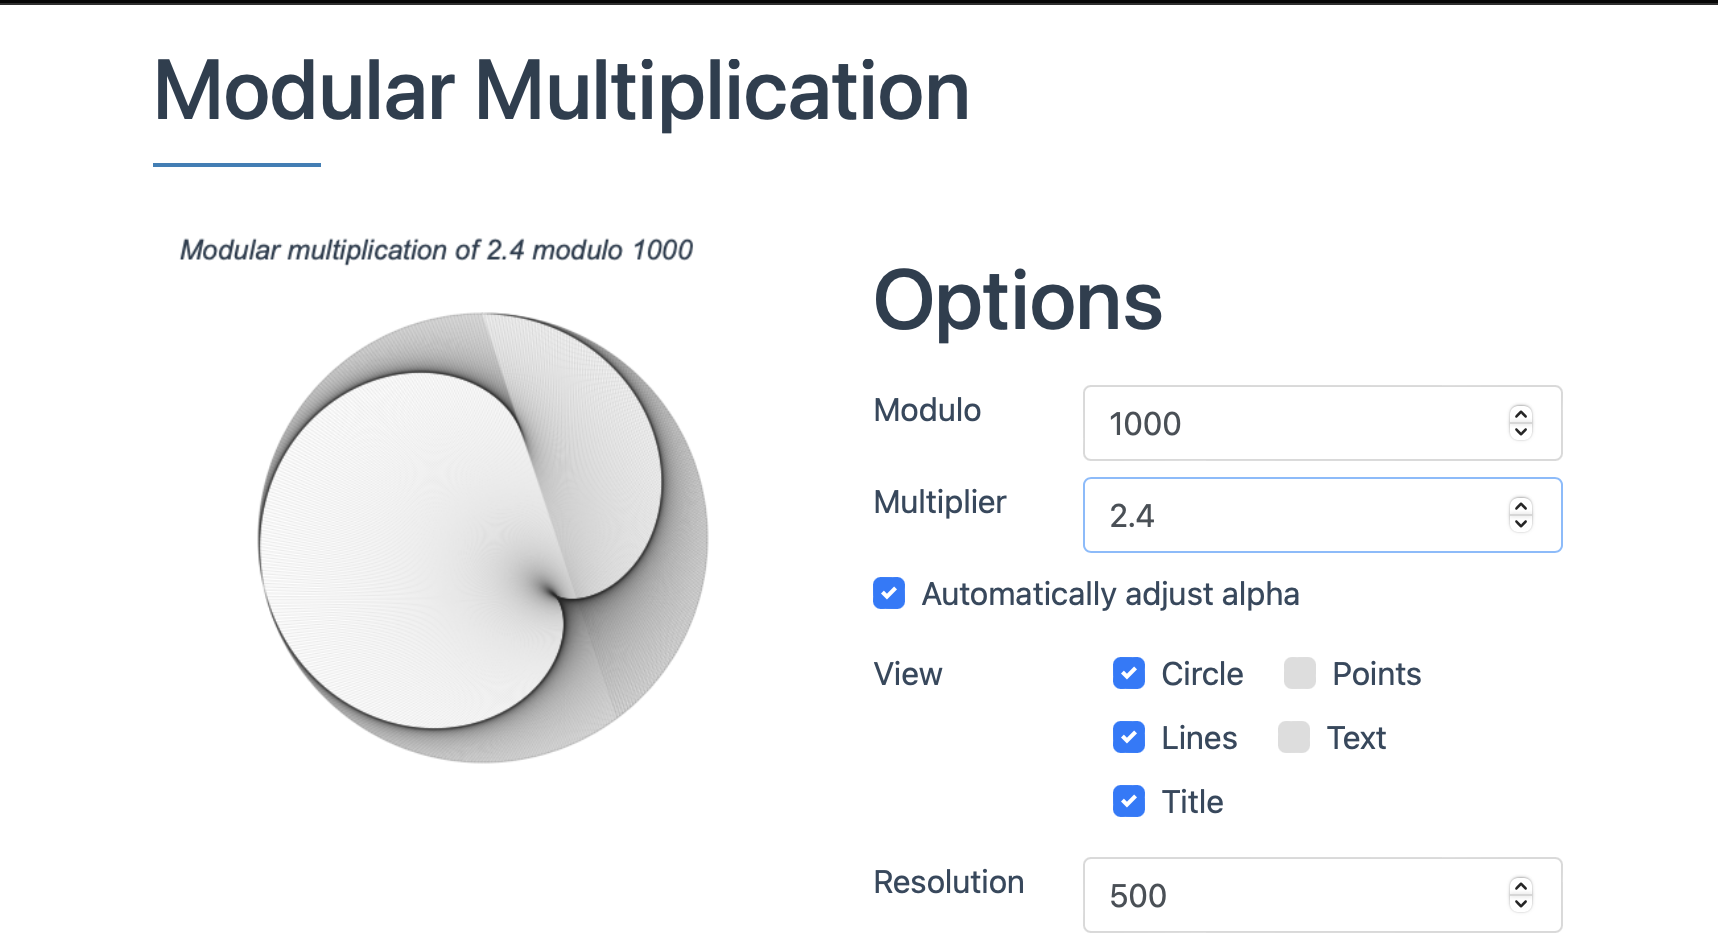 Modular Multiplication
Modular multiplication of 2.4 modulo 1000
Options
Modulo 1000
Multiplier 2.4
Automatically adjust alpha
View Circle Points
Lines Text
Title
Resolution 500